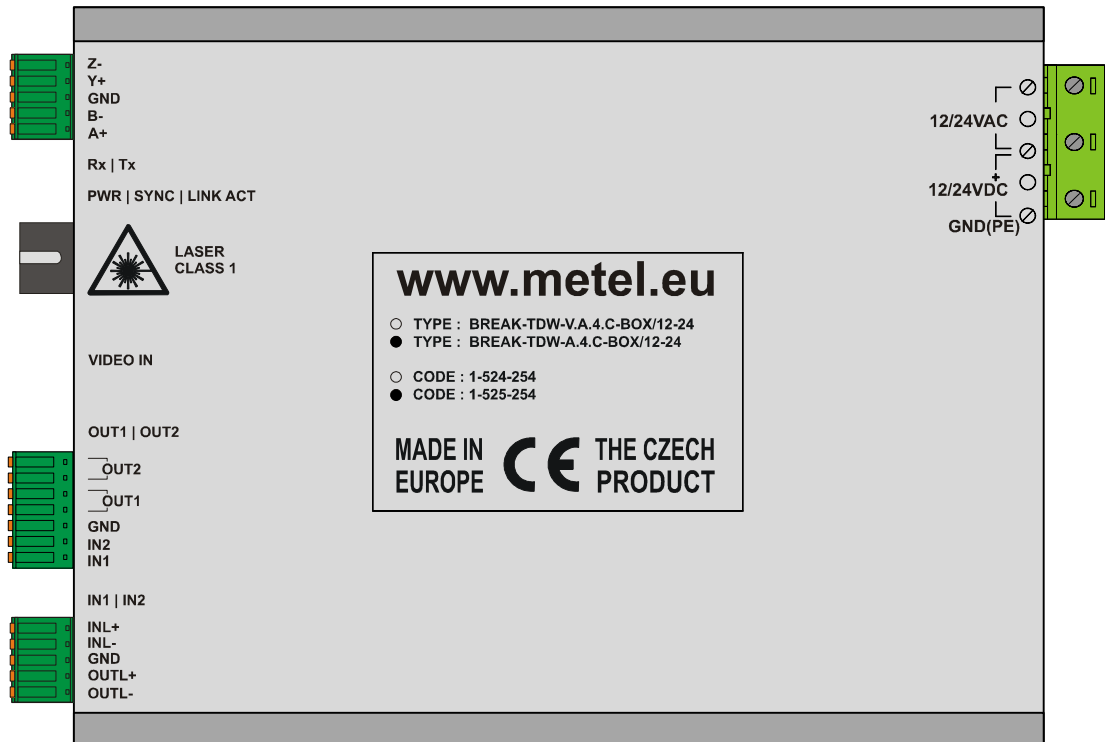 Z-
Y+
GND
B-
A+
Rx | Tx
PWR | SYNC | LINK ACT
LASER
CLASS 1
VIDEO IN
OUT1 | OUT2
OUT2
OUT1
GND
IN2
IN1
IN1 | IN2
INL+
INL-
GND
OUTL+
OUTL-
www.metel.eu
TYPE : BREAK-TDW-V.A.4.C-BOX/12-24
TYPE : BREAK-TDW-A.4.C-BOX/12-24
CODE : 1-524-254
CODE : 1-525-254
MADE IN
EUROPE
CE
THE CZECH
PRODUCT
12/24VAC
+
12/24VDC
GND(PE)